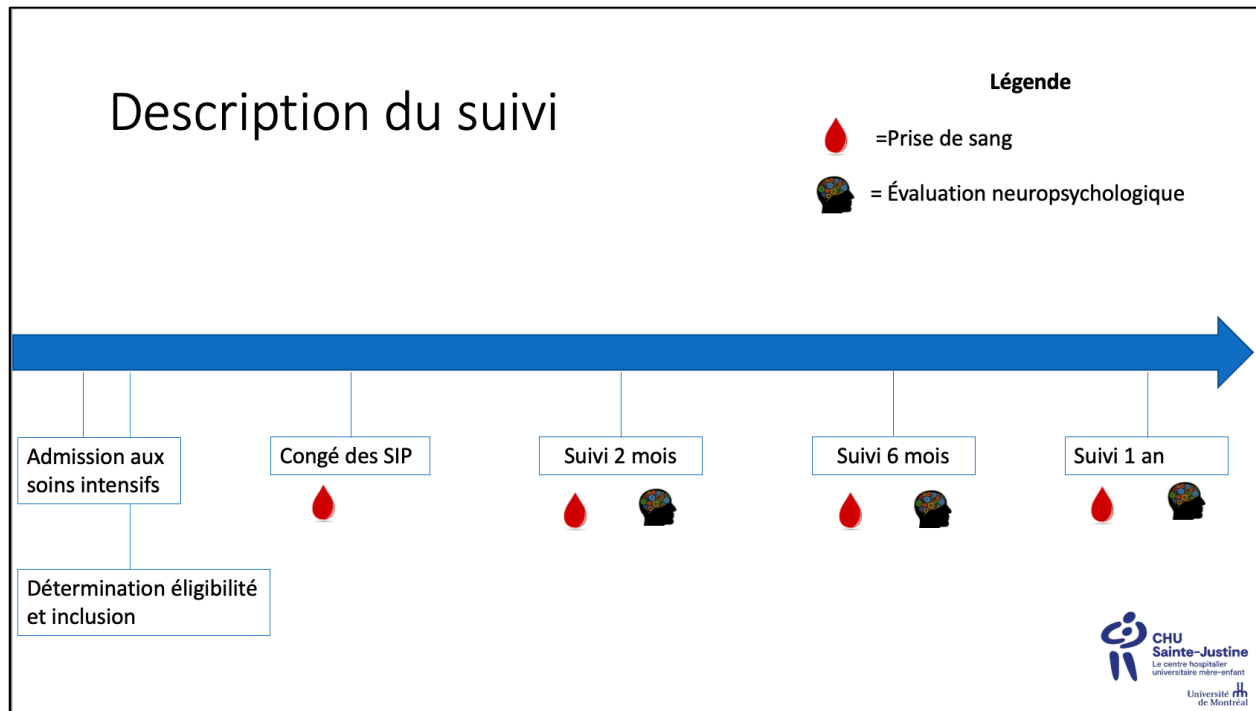 Description du suivi
Légende
=Prise de sang
= Évaluation neuropsychologique
Admission aux
soins intensifs
Congé des SIP
Suivi 2 mois
Suivi 6 mois
Suivi 1 an
Détermination éligibilité
et inclusion
CHU
Sainte-Justine
Le centre hospitalier
universitaire mère-enfant
Université
de Montréal